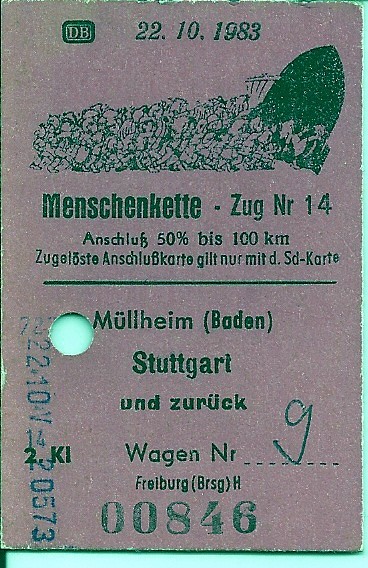 DB 22.10.1983
Menschenkette - Zug Nr 14
Anschluß 50% bis 100 km
Zugelöste Anschlußkarte gilt nur mit d. Sd-Karte
Müllheim (Baden)
Stuttgart
und zurück
2. Kl Wagen Nr 9
Freiburg (Brsg) H
00846
20573